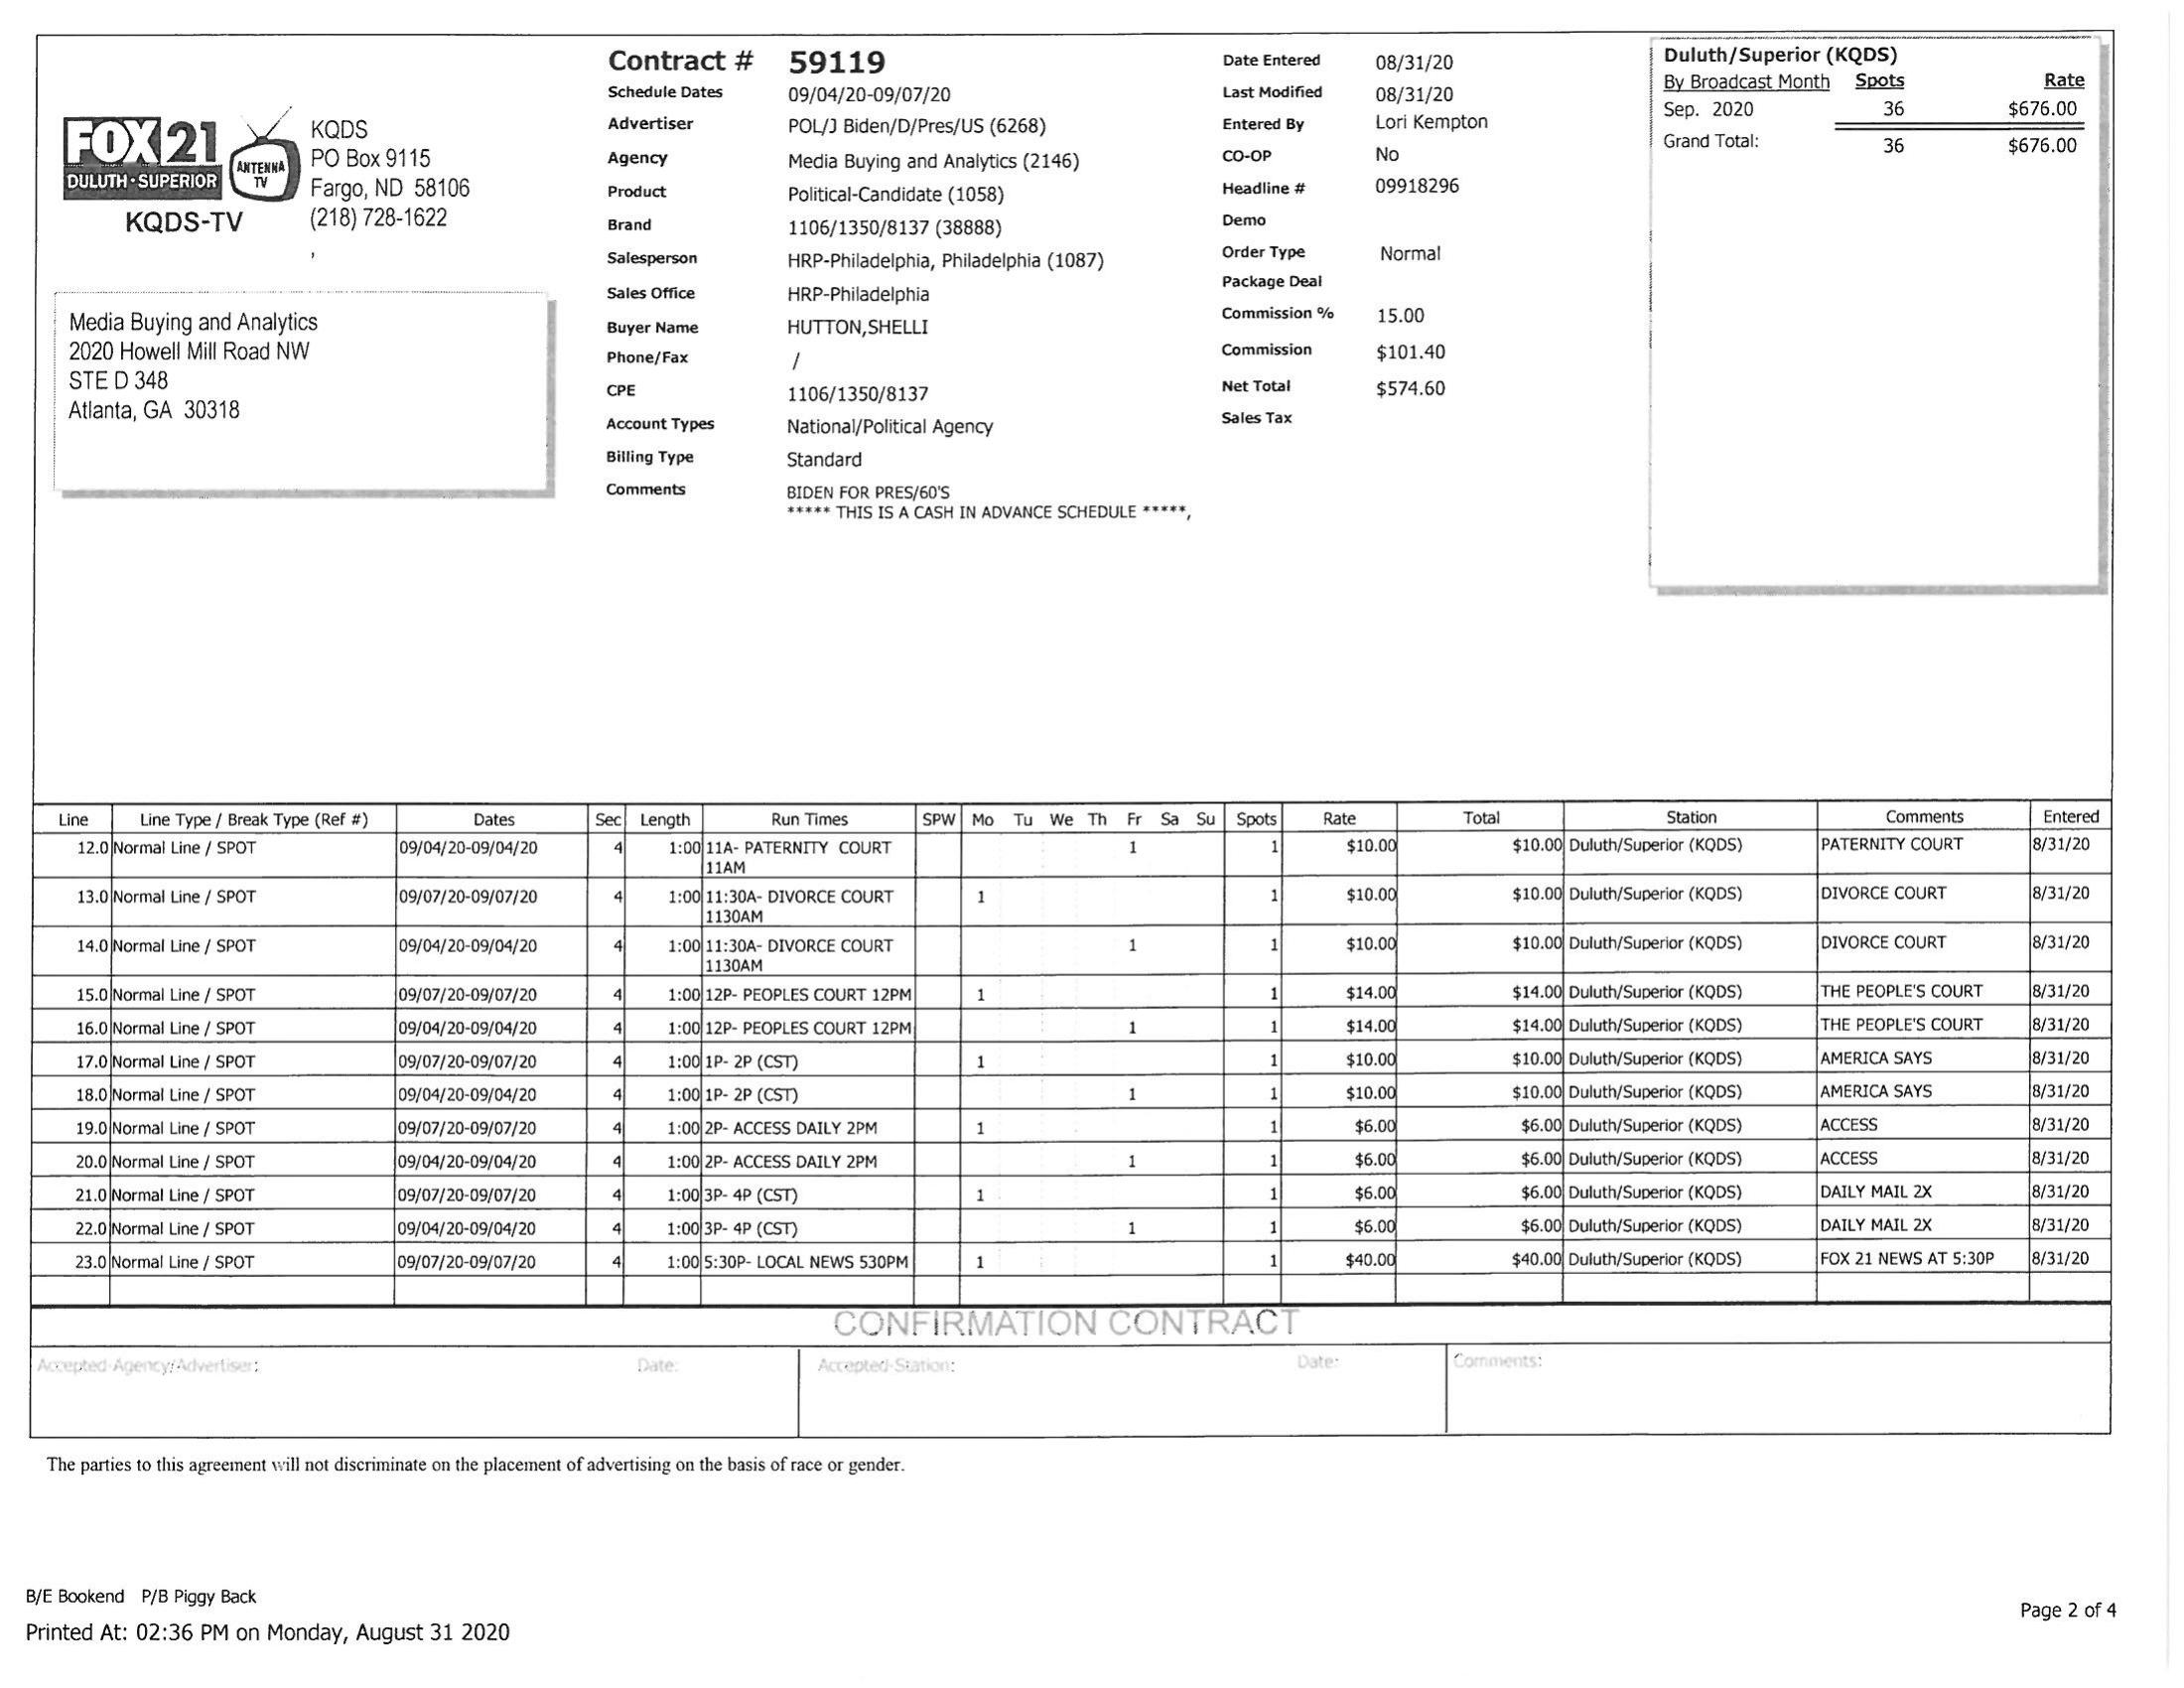 FOX 21
DULUTH • SUPERIOR
ANTENNA
TV
KQDS-TV
KQDS
PO Box 9115
Fargo, ND 58106
(218) 728-1622
,
Media Buying and Analytics
2020 Howell Mill Road NW
STE D 348
Atlanta, GA 30318
Contract # 59119
Schedule Dates 09/04/20-09/07/20
Advertiser POL/J Biden/D/Pres/US (6268)
Agency Media Buying and Analytics (2146)
Product Political-Candidate (1058)
Brand 1106/1350/8137 (38888)
Salesperson HRP-Philadelphia, Philadelphia (1087)
Sales Office HRP-Philadelphia
Buyer Name HUTTON,SHELLI
Phone/Fax /
CPE 1106/1350/8137
Account Types National/Political Agency
Billing Type Standard
Comments BIDEN FOR PRES/60'S
***** THIS IS A CASH IN ADVANCE SCHEDULE *****,
Date Entered 08/31/20
Last Modified 08/31/20
Entered By Lori Kempton
CO-OP No
Headline # 09918296
Demo
Order Type Normal
Package Deal
Commission % 15.00
Commission $101.40
Net Total $574.60
Sales Tax
Duluth/Superior (KQDS)
By Broadcast Month Spots Rate
Sep. 2020 36 $676.00
Grand Total: 36 $676.00
Line Line Type / Break Type (Ref #) Dates Sec Length Run Times SPW Mo Tu We Th Fr Sa Su Spots Rate Total Station Comments Entered
12.0 Normal Line / SPOT 09/04/20-09/04/20 4 1:00 11A- PATERNITY COURT 1 1 $10.00 $10.00 Duluth/Superior (KQDS) PATERNITY COURT 8/31/20
11AM
13.0 Normal Line / SPOT 09/07/20-09/07/20 4 1:00 11:30A- DIVORCE COURT 1 1 $10.00 $10.00 Duluth/Superior (KQDS) DIVORCE COURT 8/31/20
1130AM
14.0 Normal Line / SPOT 09/04/20-09/04/20 4 1:00 11:30A- DIVORCE COURT 1 1 $10.00 $10.00 Duluth/Superior (KQDS) DIVORCE COURT 8/31/20
1130AM
15.0 Normal Line / SPOT 09/07/20-09/07/20 4 1:00 12P- PEOPLES COURT 12PM 1 1 $14.00 $14.00 Duluth/Superior (KQDS) THE PEOPLE'S COURT 8/31/20
16.0 Normal Line / SPOT 09/04/20-09/04/20 4 1:00 12P- PEOPLES COURT 12PM 1 1 $14.00 $14.00 Duluth/Superior (KQDS) THE PEOPLE'S COURT 8/31/20
17.0 Normal Line / SPOT 09/07/20-09/07/20 4 1:00 1P- 2P (CST) 1 1 $10.00 $10.00 Duluth/Superior (KQDS) AMERICA SAYS 8/31/20
18.0 Normal Line / SPOT 09/04/20-09/04/20 4 1:00 1P- 2P (CST) 1 1 $10.00 $10.00 Duluth/Superior (KQDS) AMERICA SAYS 8/31/20
19.0 Normal Line / SPOT 09/07/20-09/07/20 4 1:00 2P- ACCESS DAILY 2PM 1 1 $6.00 $6.00 Duluth/Superior (KQDS) ACCESS 8/31/20
20.0 Normal Line / SPOT 09/04/20-09/04/20 4 1:00 2P- ACCESS DAILY 2PM 1 1 $6.00 $6.00 Duluth/Superior (KQDS) ACCESS 8/31/20
21.0 Normal Line / SPOT 09/07/20-09/07/20 4 1:00 3P- 4P (CST) 1 1 $6.00 $6.00 Duluth/Superior (KQDS) DAILY MAIL 2X 8/31/20
22.0 Normal Line / SPOT 09/04/20-09/04/20 4 1:00 3P- 4P (CST) 1 1 $6.00 $6.00 Duluth/Superior (KQDS) DAILY MAIL 2X 8/31/20
23.0 Normal Line / SPOT 09/07/20-09/07/20 4 1:00 5:30P- LOCAL NEWS 530PM 1 1 $40.00 $40.00 Duluth/Superior (KQDS) FOX 21 NEWS AT 5:30P 8/31/20
CONFIRMATION CONTRACT
Accepted-Agency/Advertiser: Date: Accepted-Station: Date: Comments:
The parties to this agreement will not discriminate on the placement of advertising on the basis of race or gender.
B/E Bookend P/B Piggy Back
Printed At: 02:36 PM on Monday, August 31 2020
Page 2 of 4